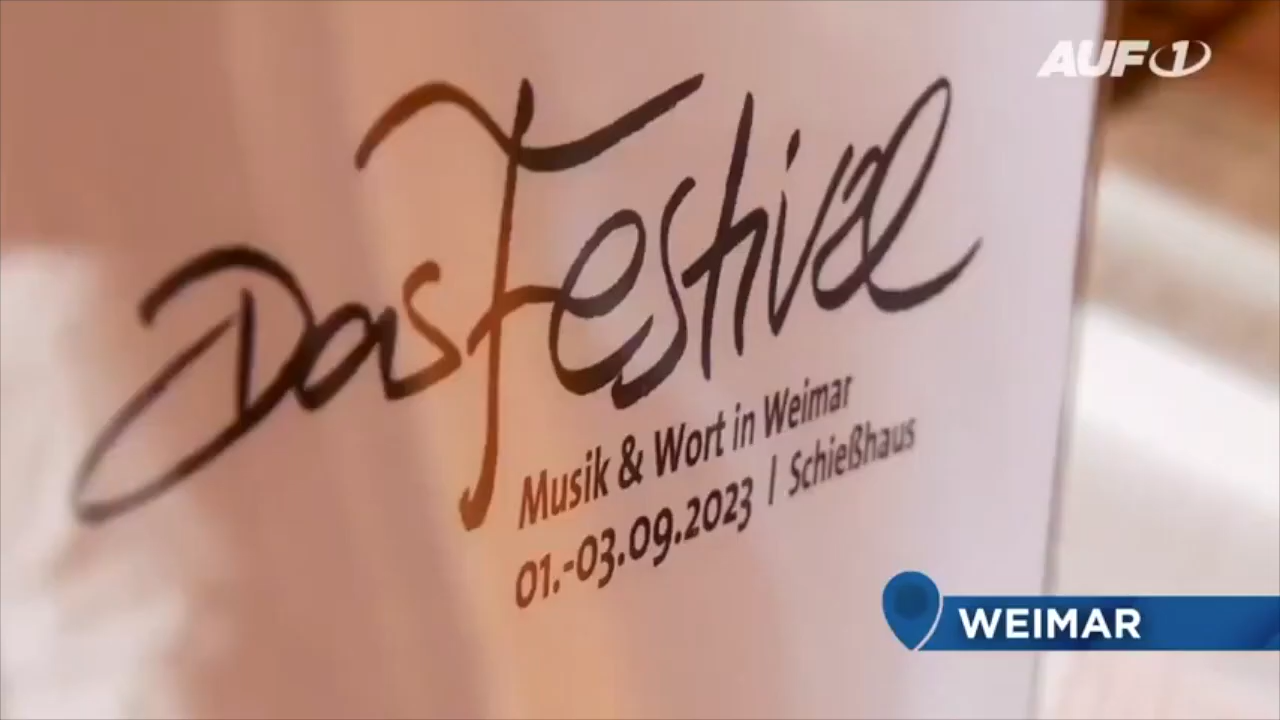 AUF1
Das Festival
Musik & Wort in Weimar
01.-03.09.2023 | Schießhaus
WEIMAR